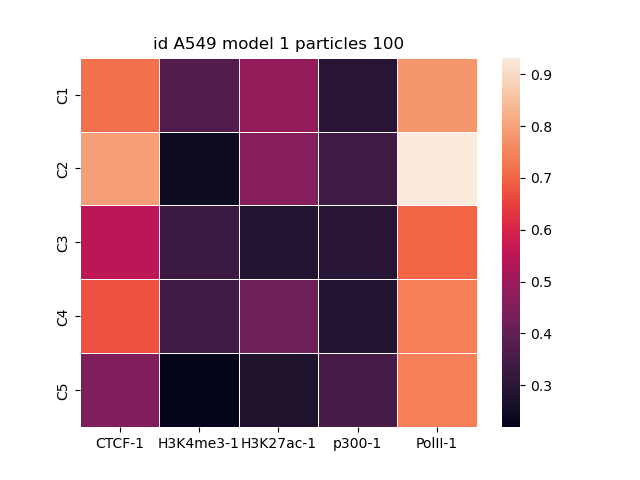 id A549 model 1 particles 100
C1
C2
C3
C4
C5
CTCF-1 H3K4me3-1 H3K27ac-1 p300-1 PolII-1
0.9
0.8
0.7
0.6
0.5
0.4
0.3